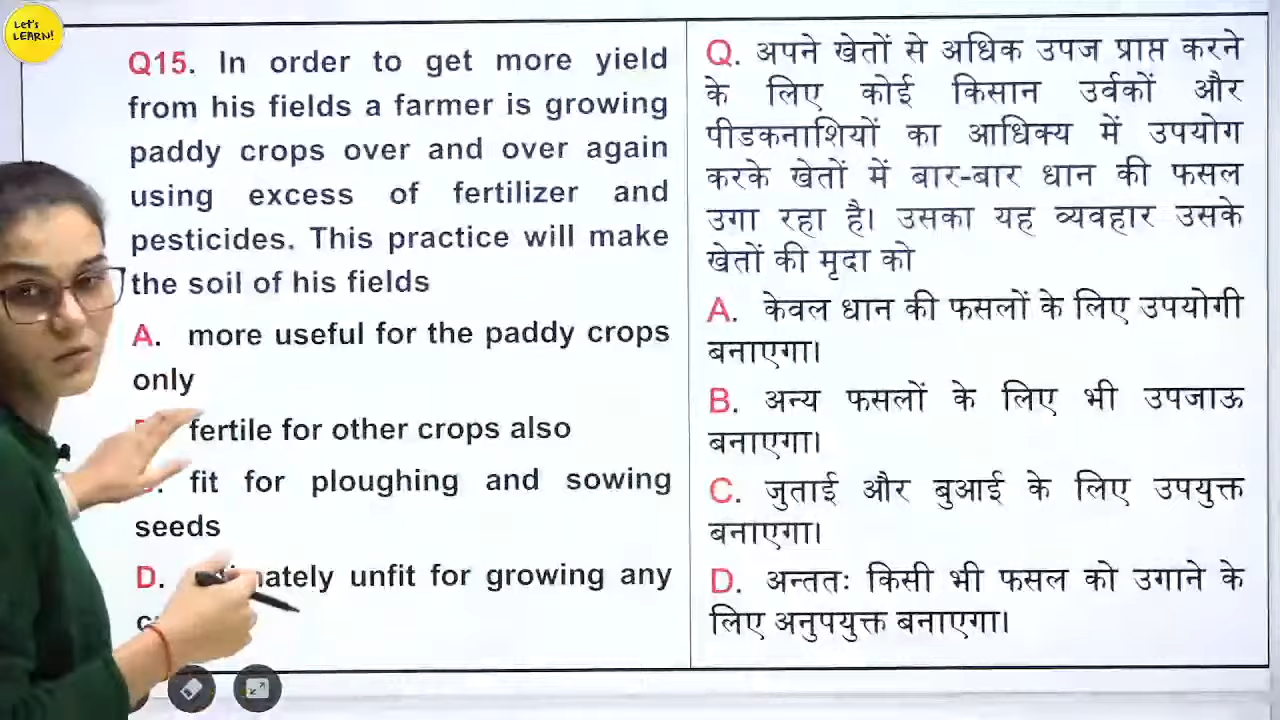 Let's
LEARN!
Q15. In order to get more yield
from his fields a farmer is growing
paddy crops over and over again
using excess of fertilizer and
pesticides. This practice will make
the soil of his fields
A. more useful for the paddy crops
only
fertile for other crops also
fit for ploughing and sowing
seeds
D. unfit for growing any
Q. अपने खेतों से अधिक उपज प्राप्त करने
के लिए कोई किसान उर्वकों और
पीडकनाशियों का आधिक्य में उपयोग
करके खेतों में बार-बार धान की फसल
उगा रहा है। उसका यह व्यवहार उसके
खेतों की मृदा को
A. केवल धान की फसलों के लिए उपयोगी
बनाएगा।
B. अन्य फसलों के लिए भी उपजाऊ
बनाएगा।
C. जुताई और बुआई के लिए उपयुक्त
बनाएगा।
D. अन्ततः किसी भी फसल को उगाने के
लिए अनुपयुक्त बनाएगा।